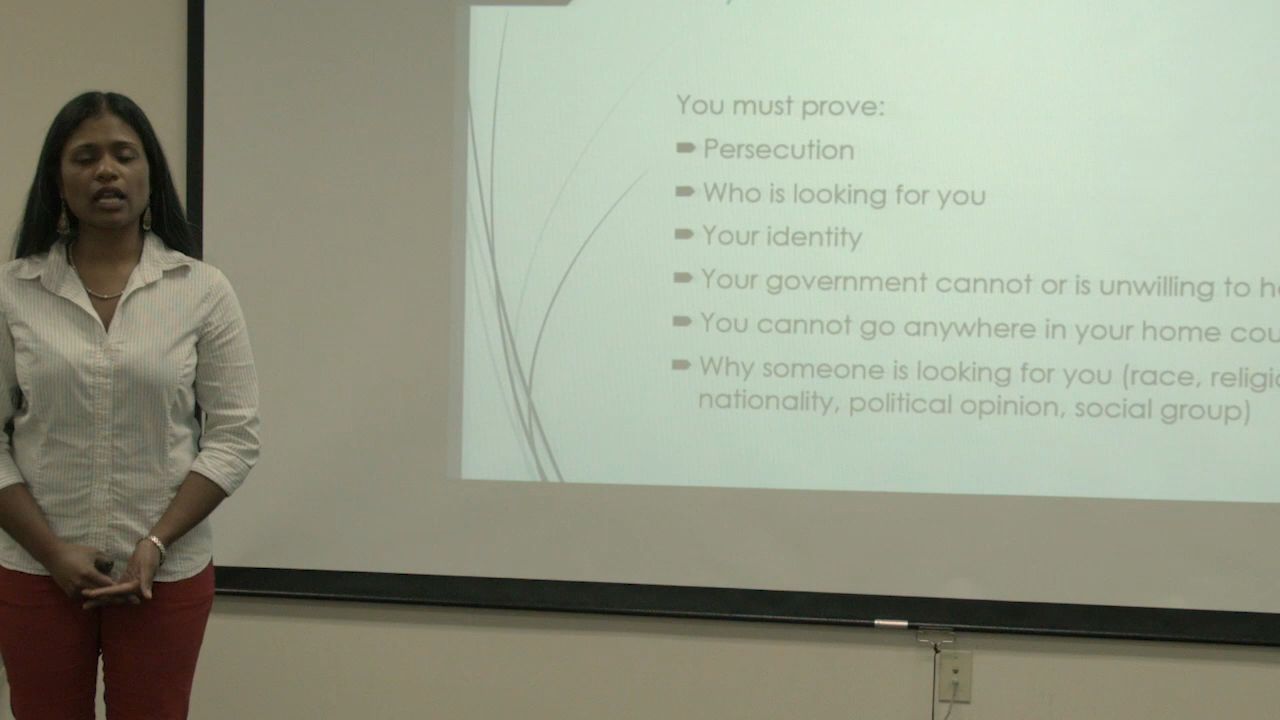 You must prove:
Persecution
Who is looking for you
Your identity
Your government cannot or is unwilling to
You cannot go anywhere in your home
Why someone is looking for you (race,
nationality, political opinion, social group)